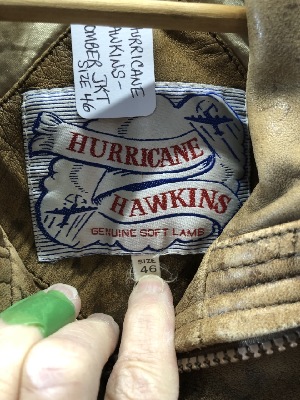 HURRICANE
HAWKINS-
BOMBER JKT
SIZE 46
HURRICANE
HAWKINS
GENUINE SOFT LAMB
SIZE
46